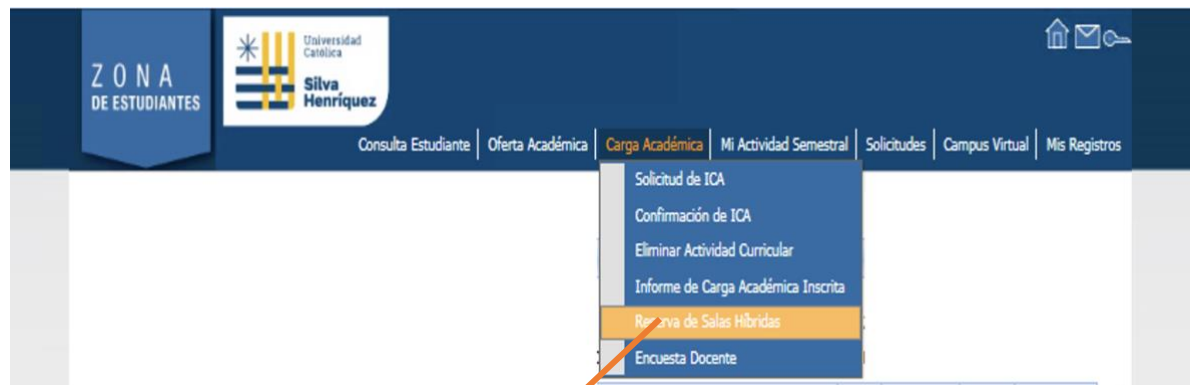 ZONA
DE ESTUDIANTES
Universidad
Católica
Silva
Henríquez
Consulta Estudiante
Oferta Académica
Carga Académica
Mi Actividad Semestral
Solicitudes
Campus Virtual
Mis Registros
Solicitud de ICA
Confirmación de ICA
Eliminar Actividad Curricular
Informe de Carga Académica Inscrita
Reserva de Salas Híbridas
Encuesta Docente